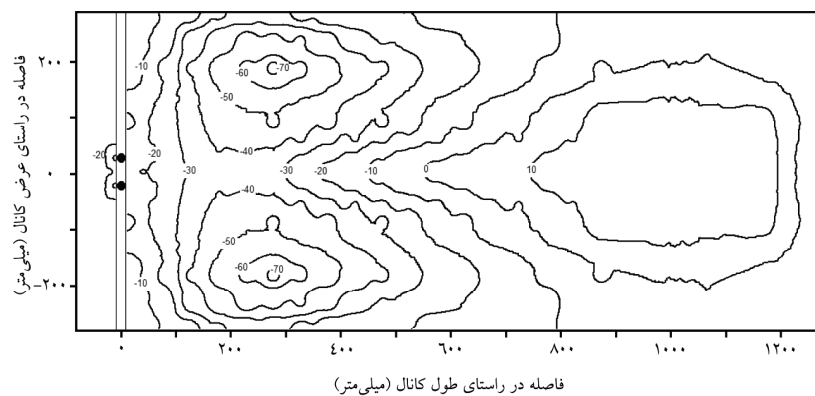 فاصله در راستای عرض کانال (میلی‌متر)
۲۰۰
۰
-۲۰۰
-10
-60 -70
-50
-20 -20 -40
-30 -30 -20 -10 0 10
-40
-50
-60 -70
-10
۰ ۲۰۰ ۴۰۰ ۶۰۰ ۸۰۰ ۱۰۰۰ ۱۲۰۰
فاصله در راستای طول کانال (میلی‌متر)